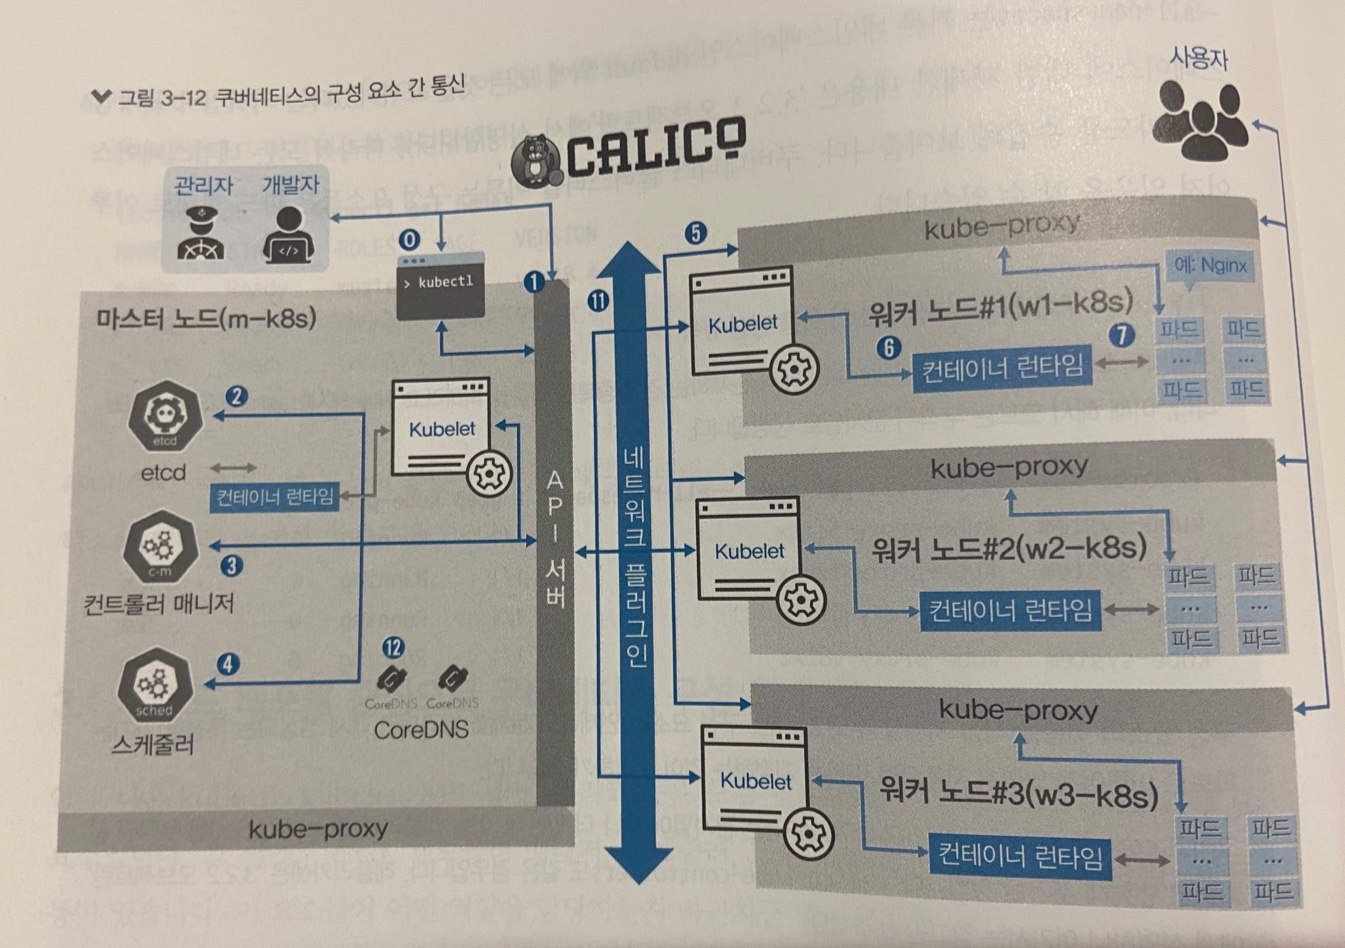 그림 3-12 쿠버네티스의 구성 요소 간 통신
CALICO
사용자
관리자 개발자
0
> kubectl
1
마스터 노드(m-k8s)
2
etcd
etcd
Kubelet
컨테이너 런타임
3
c-m
컨트롤러 매니저
4
sched
스케줄러
12
CoreDNS CoreDNS
CoreDNS
API 서버
kube-proxy
11
네트워크 플러그인
5
kube-proxy
Kubelet
워커 노드#1(w1-k8s)
예: Nginx
6
컨테이너 런타임
7
파드 파드
... ...
파드 파드
kube-proxy
Kubelet
워커 노드#2(w2-k8s)
컨테이너 런타임
파드 파드
... ...
파드 파드
kube-proxy
Kubelet
워커 노드#3(w3-k8s)
컨테이너 런타임
파드 파드
... ...
파드 파드